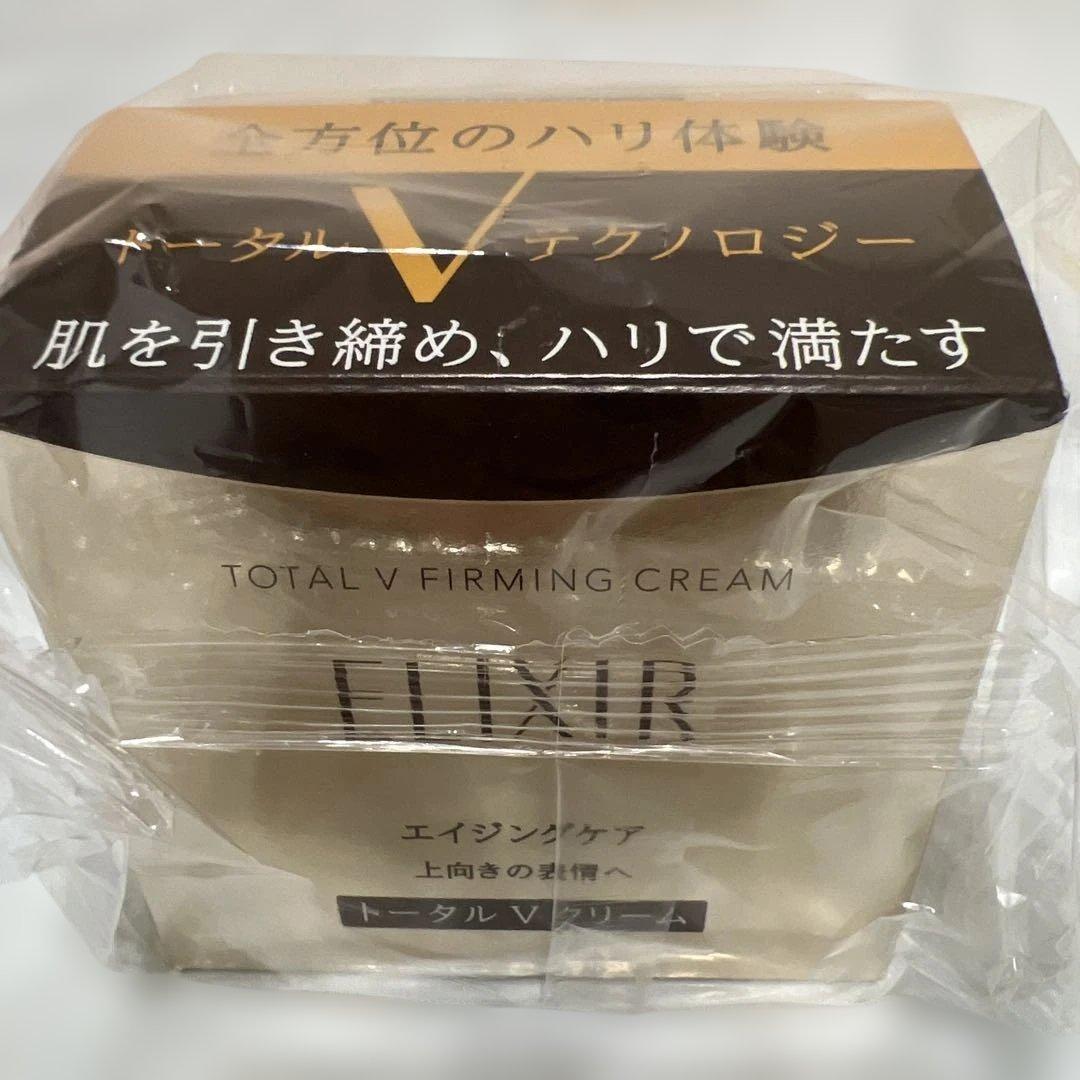 全方位のハリ体験
トータル V テクノロジー
肌を引き締め、ハリで満たす
TOTAL V FIRMING CREAM
ELIXIR
エイジングケア
上向きの表情へ
トータル V クリーム